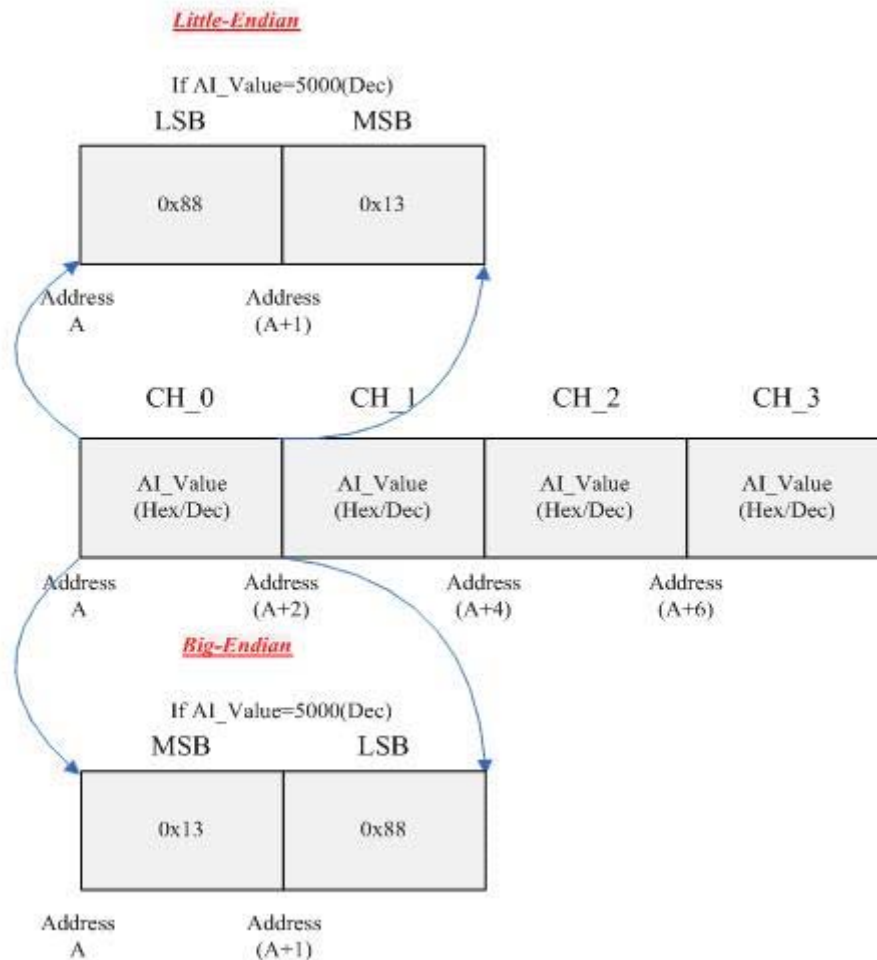 Little-Endian
If AI_Value=5000(Dec)
LSB MSB
0x88 0x13
Address Address
A (A+1)
CH_0 CH_1 CH_2 CH_3
AI_Value AI_Value AI_Value AI_Value
(Hex/Dec) (Hex/Dec) (Hex/Dec) (Hex/Dec)
Address Address Address Address
A (A+2) (A+4) (A+6)
Big-Endian
If AI_Value=5000(Dec)
MSB LSB
0x13 0x88
Address Address
A (A+1)